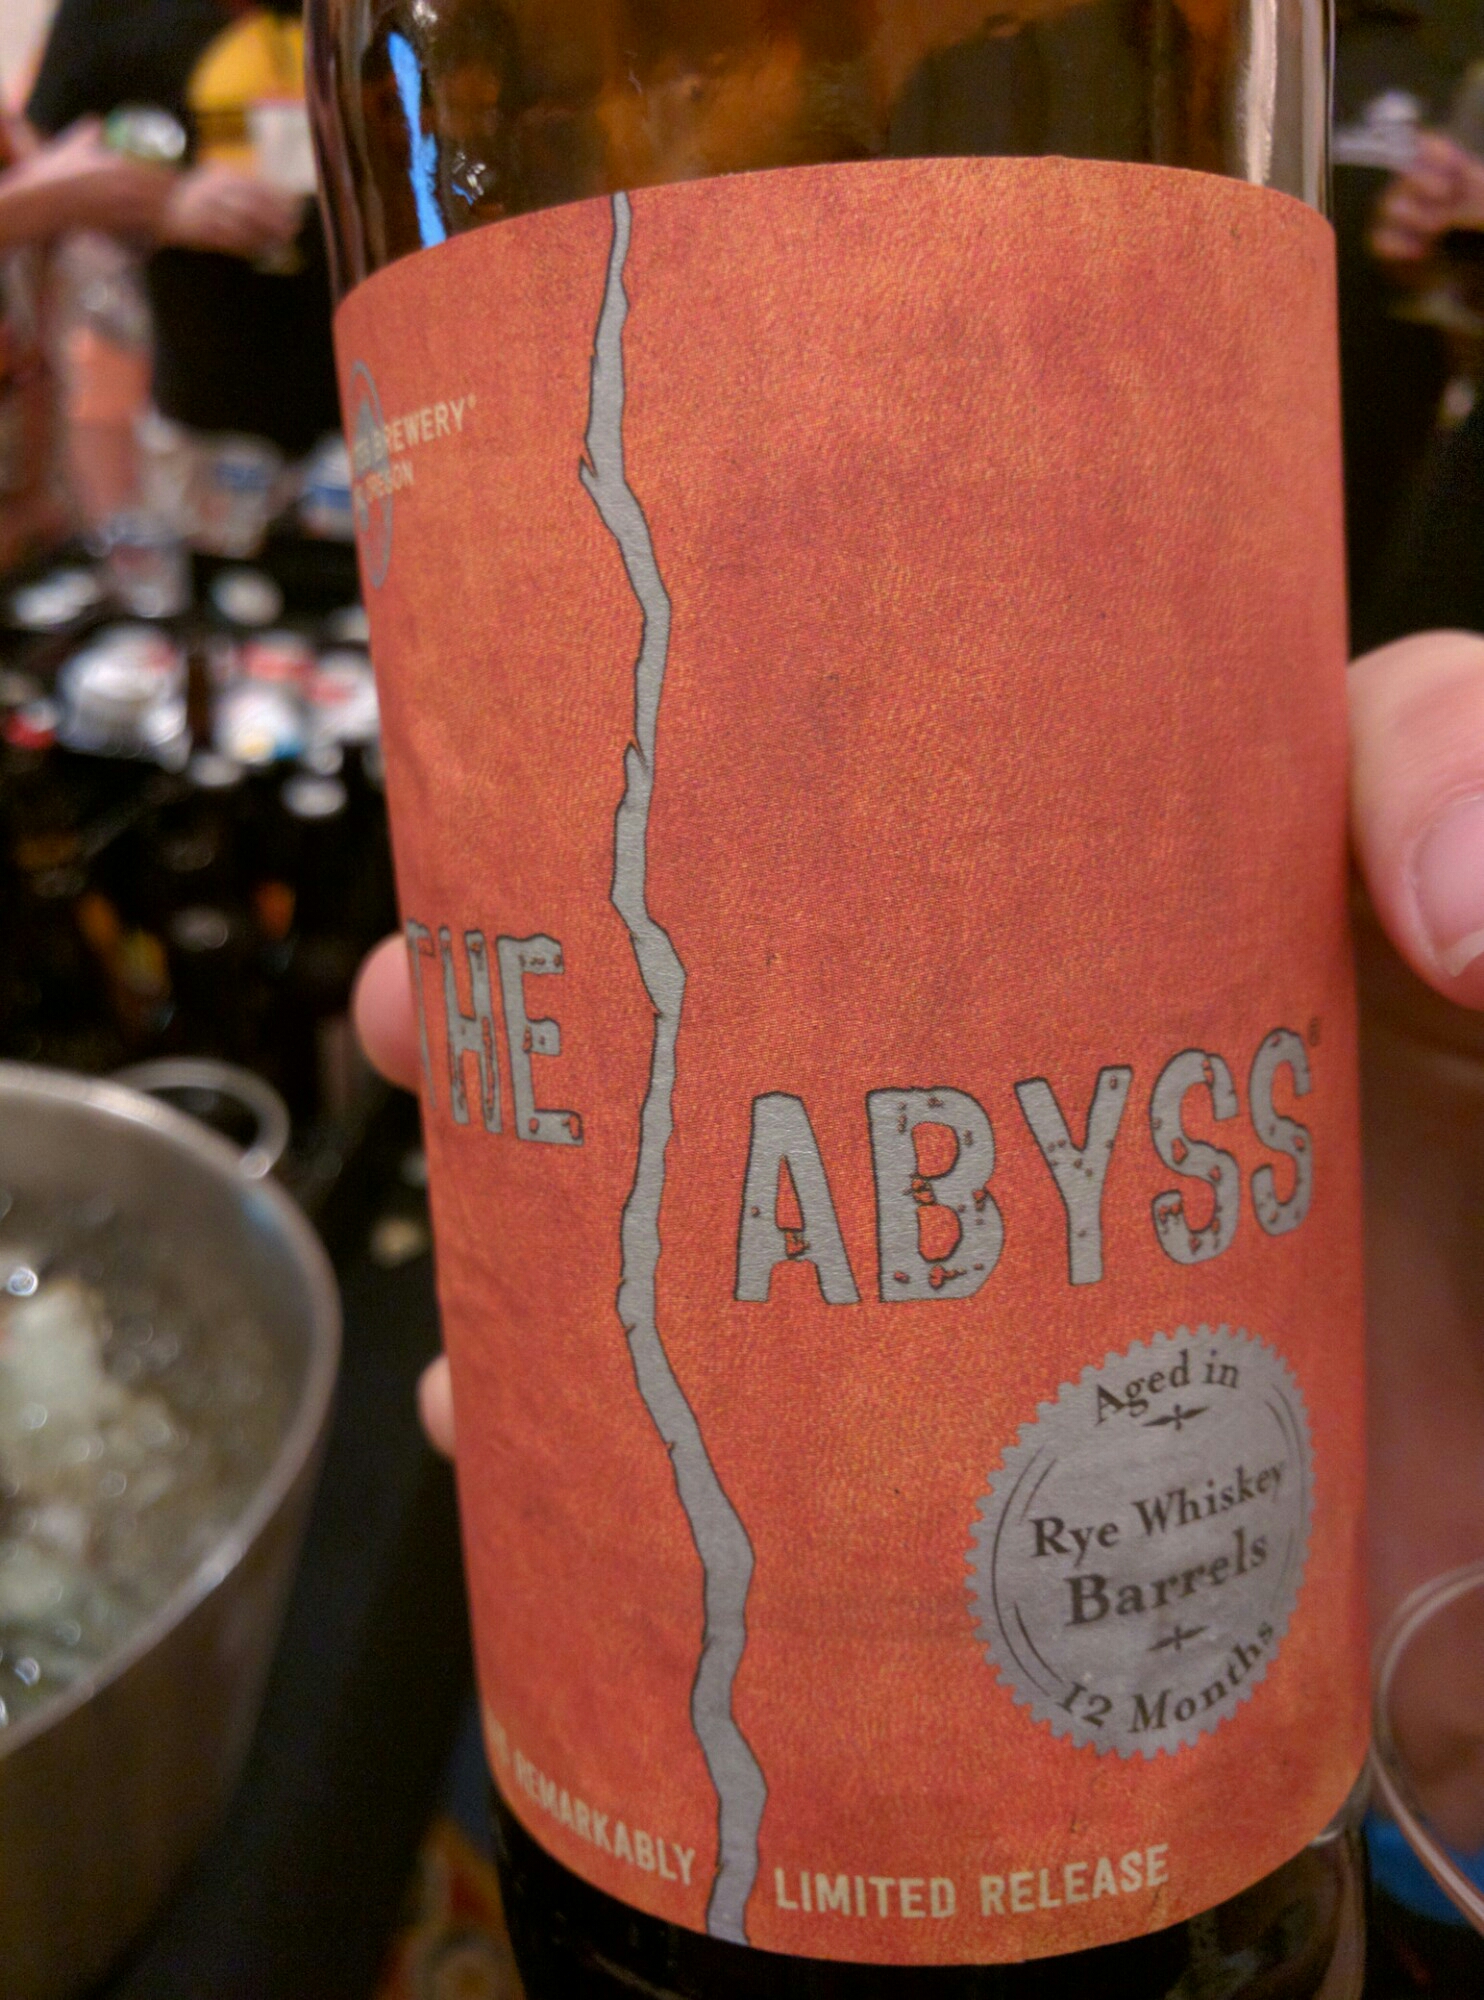 BREWERY®
OREGON
THE ABYSS®
Aged in
Rye Whiskey
Barrels
12 Months
REMARKABLY LIMITED RELEASE